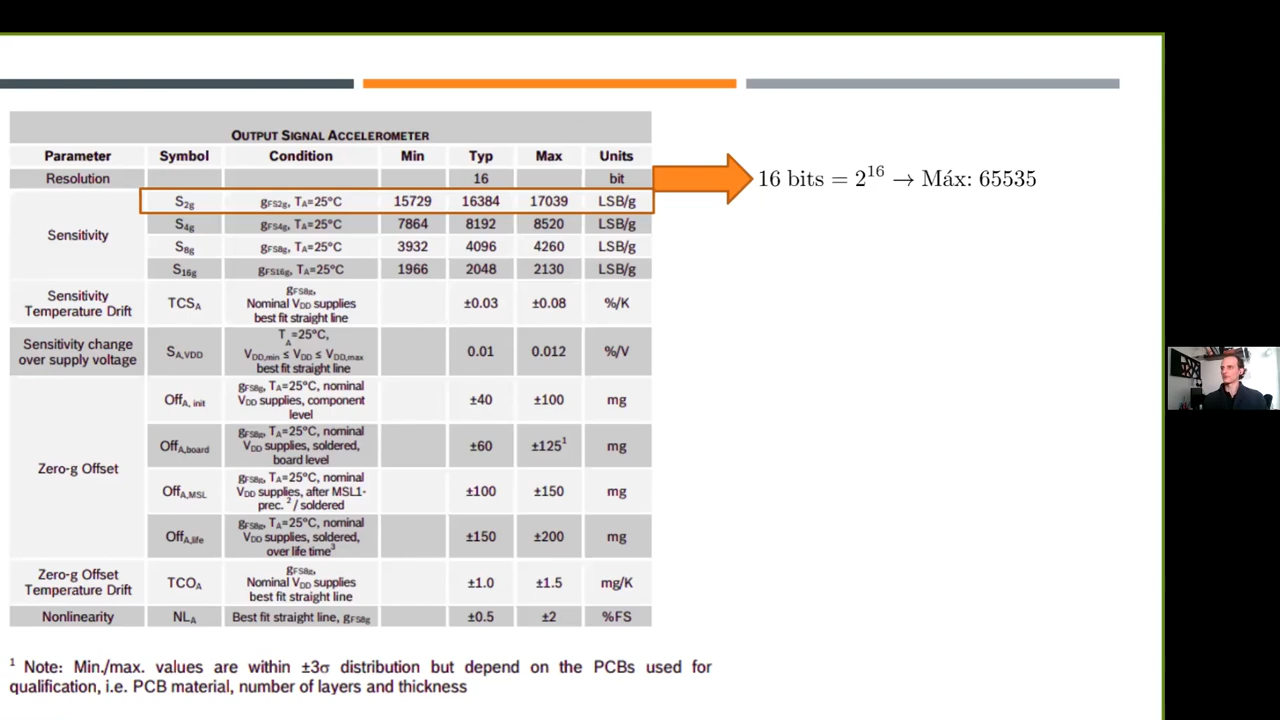 OUTPUT SIGNAL ACCELEROMETER
Parameter Symbol Condition Min Typ Max Units
Resolution 16 bit
16 bits = 2^16 → Máx: 65535
Sensitivity
S2g gFS2g, TA=25°C 15729 16384 17039 LSB/g
S4g gFS4g, TA=25°C 7864 8192 8520 LSB/g
S8g gFS8g, TA=25°C 3932 4096 4260 LSB/g
S16g gFS16g, TA=25°C 1966 2048 2130 LSB/g
Sensitivity
Temperature Drift
TCSA
gFS8g,
Nominal VDD supplies
best fit straight line
±0.03 ±0.08 %/K
Sensitivity change
over supply voltage
SA,VDD
TA=25°C,
VDD,min ≤ VDD ≤ VDD,max
best fit straight line
0.01 0.012 %/V
Zero-g Offset
OffA, init
gFS8g, TA=25°C, nominal
VDD supplies, component
level
±40 ±100 mg
OffA,board
gFS8g, TA=25°C, nominal
VDD supplies, soldered,
board level
±60 ±125^1 mg
OffA,MSL
gFS8g, TA=25°C, nominal
VDD supplies, after MSL1-
prec. ^2 / soldered
±100 ±150 mg
OffA,life
gFS8g, TA=25°C, nominal
VDD supplies, soldered,
over life time^3
±150 ±200 mg
Zero-g Offset
Temperature Drift
TCOA
gFS8g,
Nominal VDD supplies
best fit straight line
±1.0 ±1.5 mg/K
Nonlinearity NLA Best fit straight line, gFS8g ±0.5 ±2 %FS
^1 Note: Min./max. values are within ±3σ distribution but depend on the PCBs used for
qualification, i.e. PCB material, number of layers and thickness